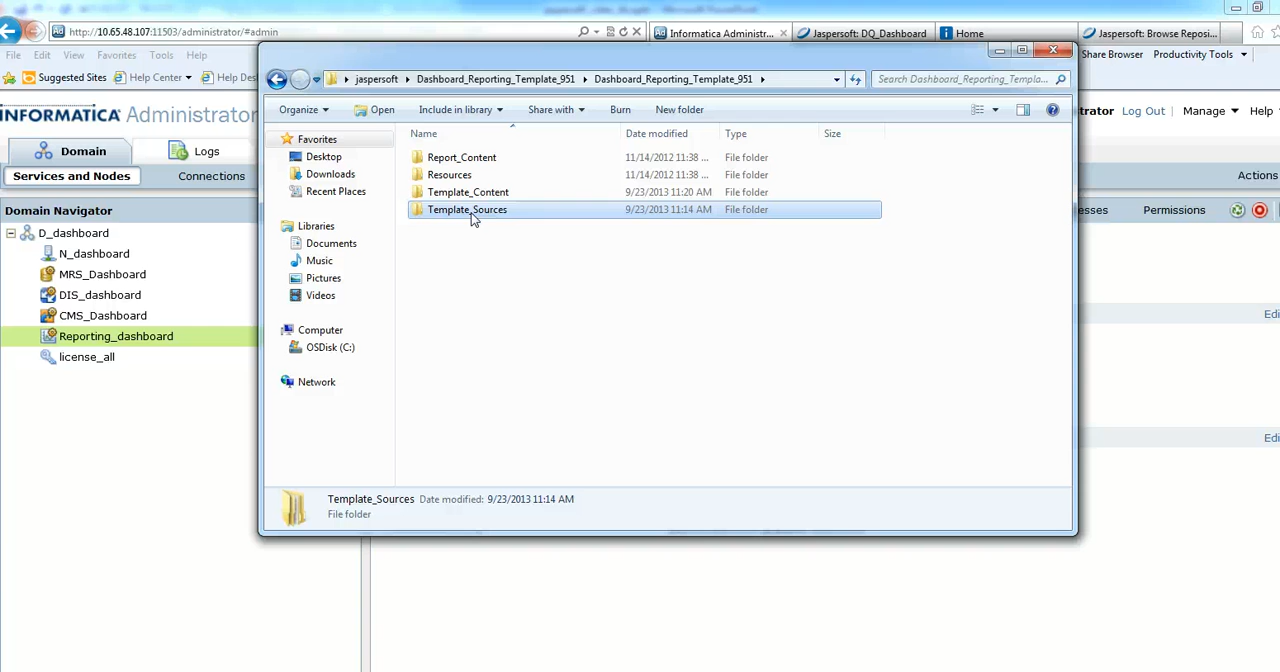 http://10.65.48.107:11503/administrator/#admin
Informatica Administr...
Jaspersoft: DQ_Dashboard
Home
Jaspersoft: Browse Reposi...
File Edit View Favorites Tools Help
Share Browser Productivity Tools
Suggested Sites Help Center Help Des
jaspersoft Dashboard_Reporting_Template_951 Dashboard_Reporting_Template_951
Search Dashboard_Reporting_Templa...
INFORMATICA Administrator
trator Log Out Manage Help
Organize Open Include in library Share with Burn New folder
Name Date modified Type Size
Domain Logs
Services and Nodes Connections Actions
Domain Navigator
esses Permissions
D_dashboard
N_dashboard
MRS_Dashboard
DIS_dashboard
CMS_Dashboard
Reporting_dashboard
license_all
Favorites
Desktop
Downloads
Recent Places
Libraries
Documents
Music
Pictures
Videos
Computer
OSDisk (C:)
Network
Report_Content 11/14/2012 11:38 ... File folder
Resources 11/14/2012 11:38 ... File folder
Template_Content 9/23/2013 11:20 AM File folder
Template_Sources 9/23/2013 11:14 AM File folder
Edi
Edi
Template_Sources Date modified: 9/23/2013 11:14 AM
File folder